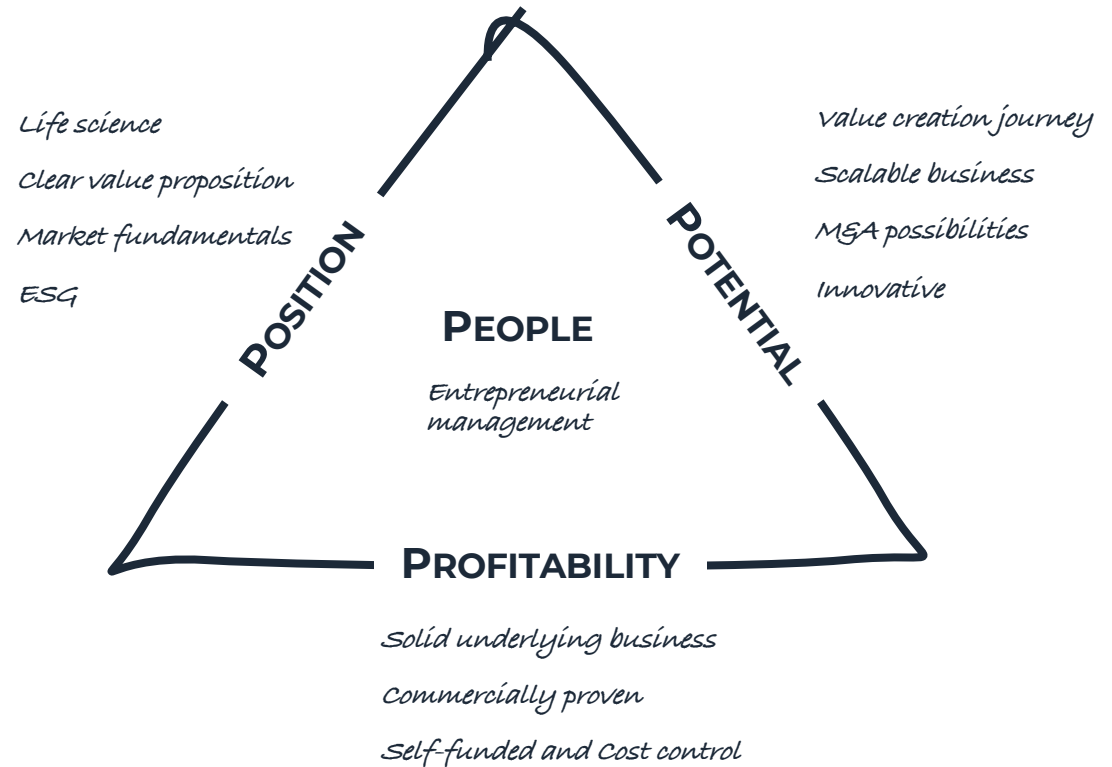 Life science
Clear value proposition
Market fundamentals
ESG
POSITION
Value creation journey
Scalable business
M&A possibilities
Innovative
POTENTIAL
PEOPLE
Entrepreneurial
management
PROFITABILITY
Solid underlying business
Commercially proven
Self-funded and Cost control